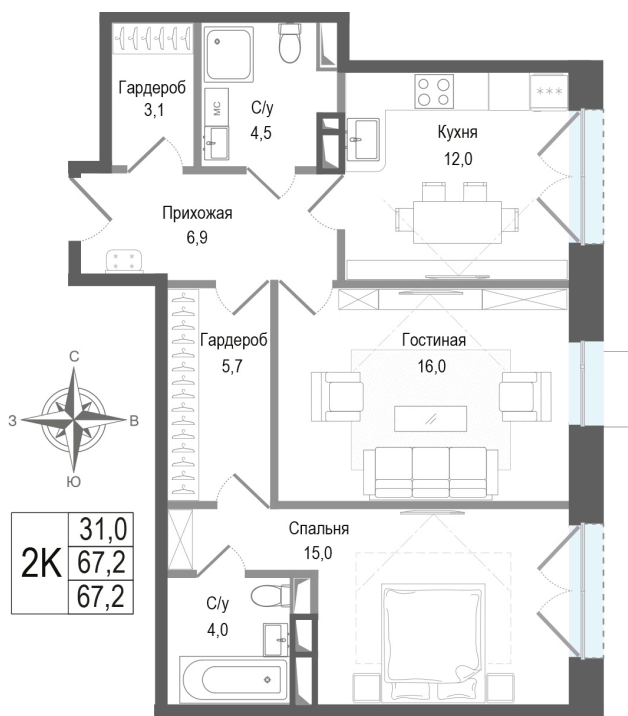 Гардероб
3,1
С/у
4,5
МС
Кухня
12,0
***
Прихожая
6,9
Гардероб
5,7
Гостиная
16,0
С
З
В
Ю
2К
31,0
67,2
67,2
Спальня
15,0
С/у
4,0